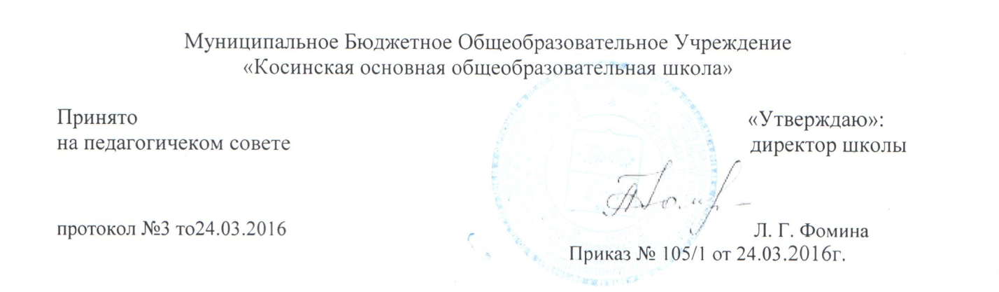 Муниципальное Бюджетное Общеобразовательное Учреждение
«Косинская основная общеобразовательная школа»
Принято «Утверждаю»:
на педагогичеком совете директор школы
протокол №3 то24.03.2016 Л. Г. Фомина
Приказ № 105/1 от 24.03.2016г.